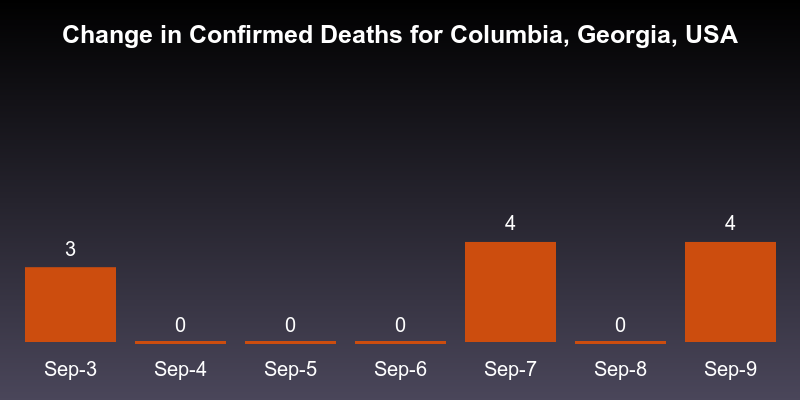 Change in Confirmed Deaths for Columbia, Georgia, USA
4 4
3
0 0 0 0
Sep-3 Sep-4 Sep-5 Sep-6 Sep-7 Sep-8 Sep-9